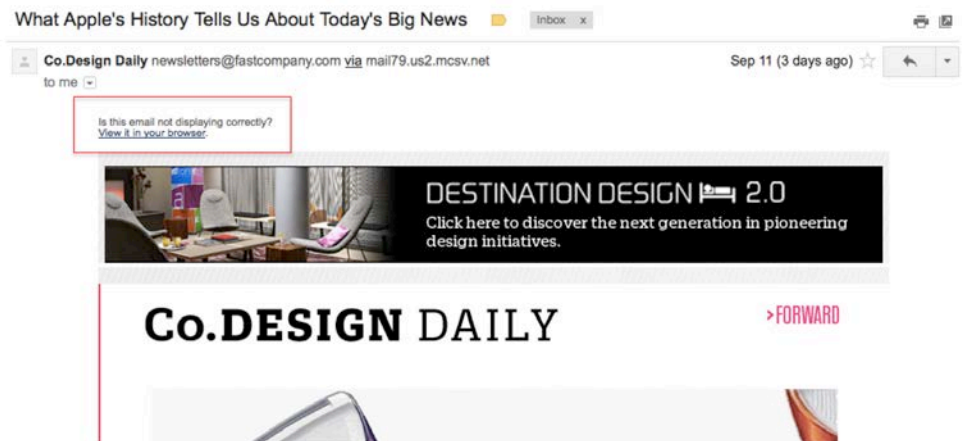 What Apple's History Tells Us About Today's Big News Inbox x
Co.Design Daily newsletters@fastcompany.com via mail79.us2.mcsv.net Sep 11 (3 days ago)
to me
Is this email not displaying correctly?
View it in your browser.
DESTINATION DESIGN 2.0
Click here to discover the next generation in pioneering
design initiatives.
Co.DESIGN DAILY >FORWARD